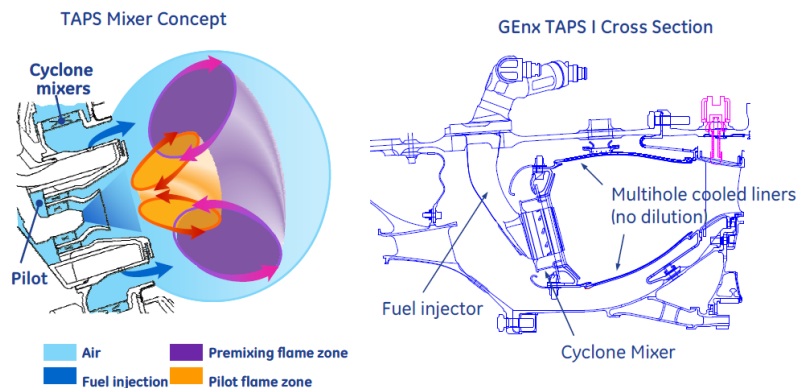 TAPS Mixer Concept
Cyclone
mixers
Pilot
Air
Fuel injection
Premixing flame zone
Pilot flame zone
GEnx TAPS I Cross Section
Multihole cooled liners
(no dilution)
Fuel injector
Cyclone Mixer